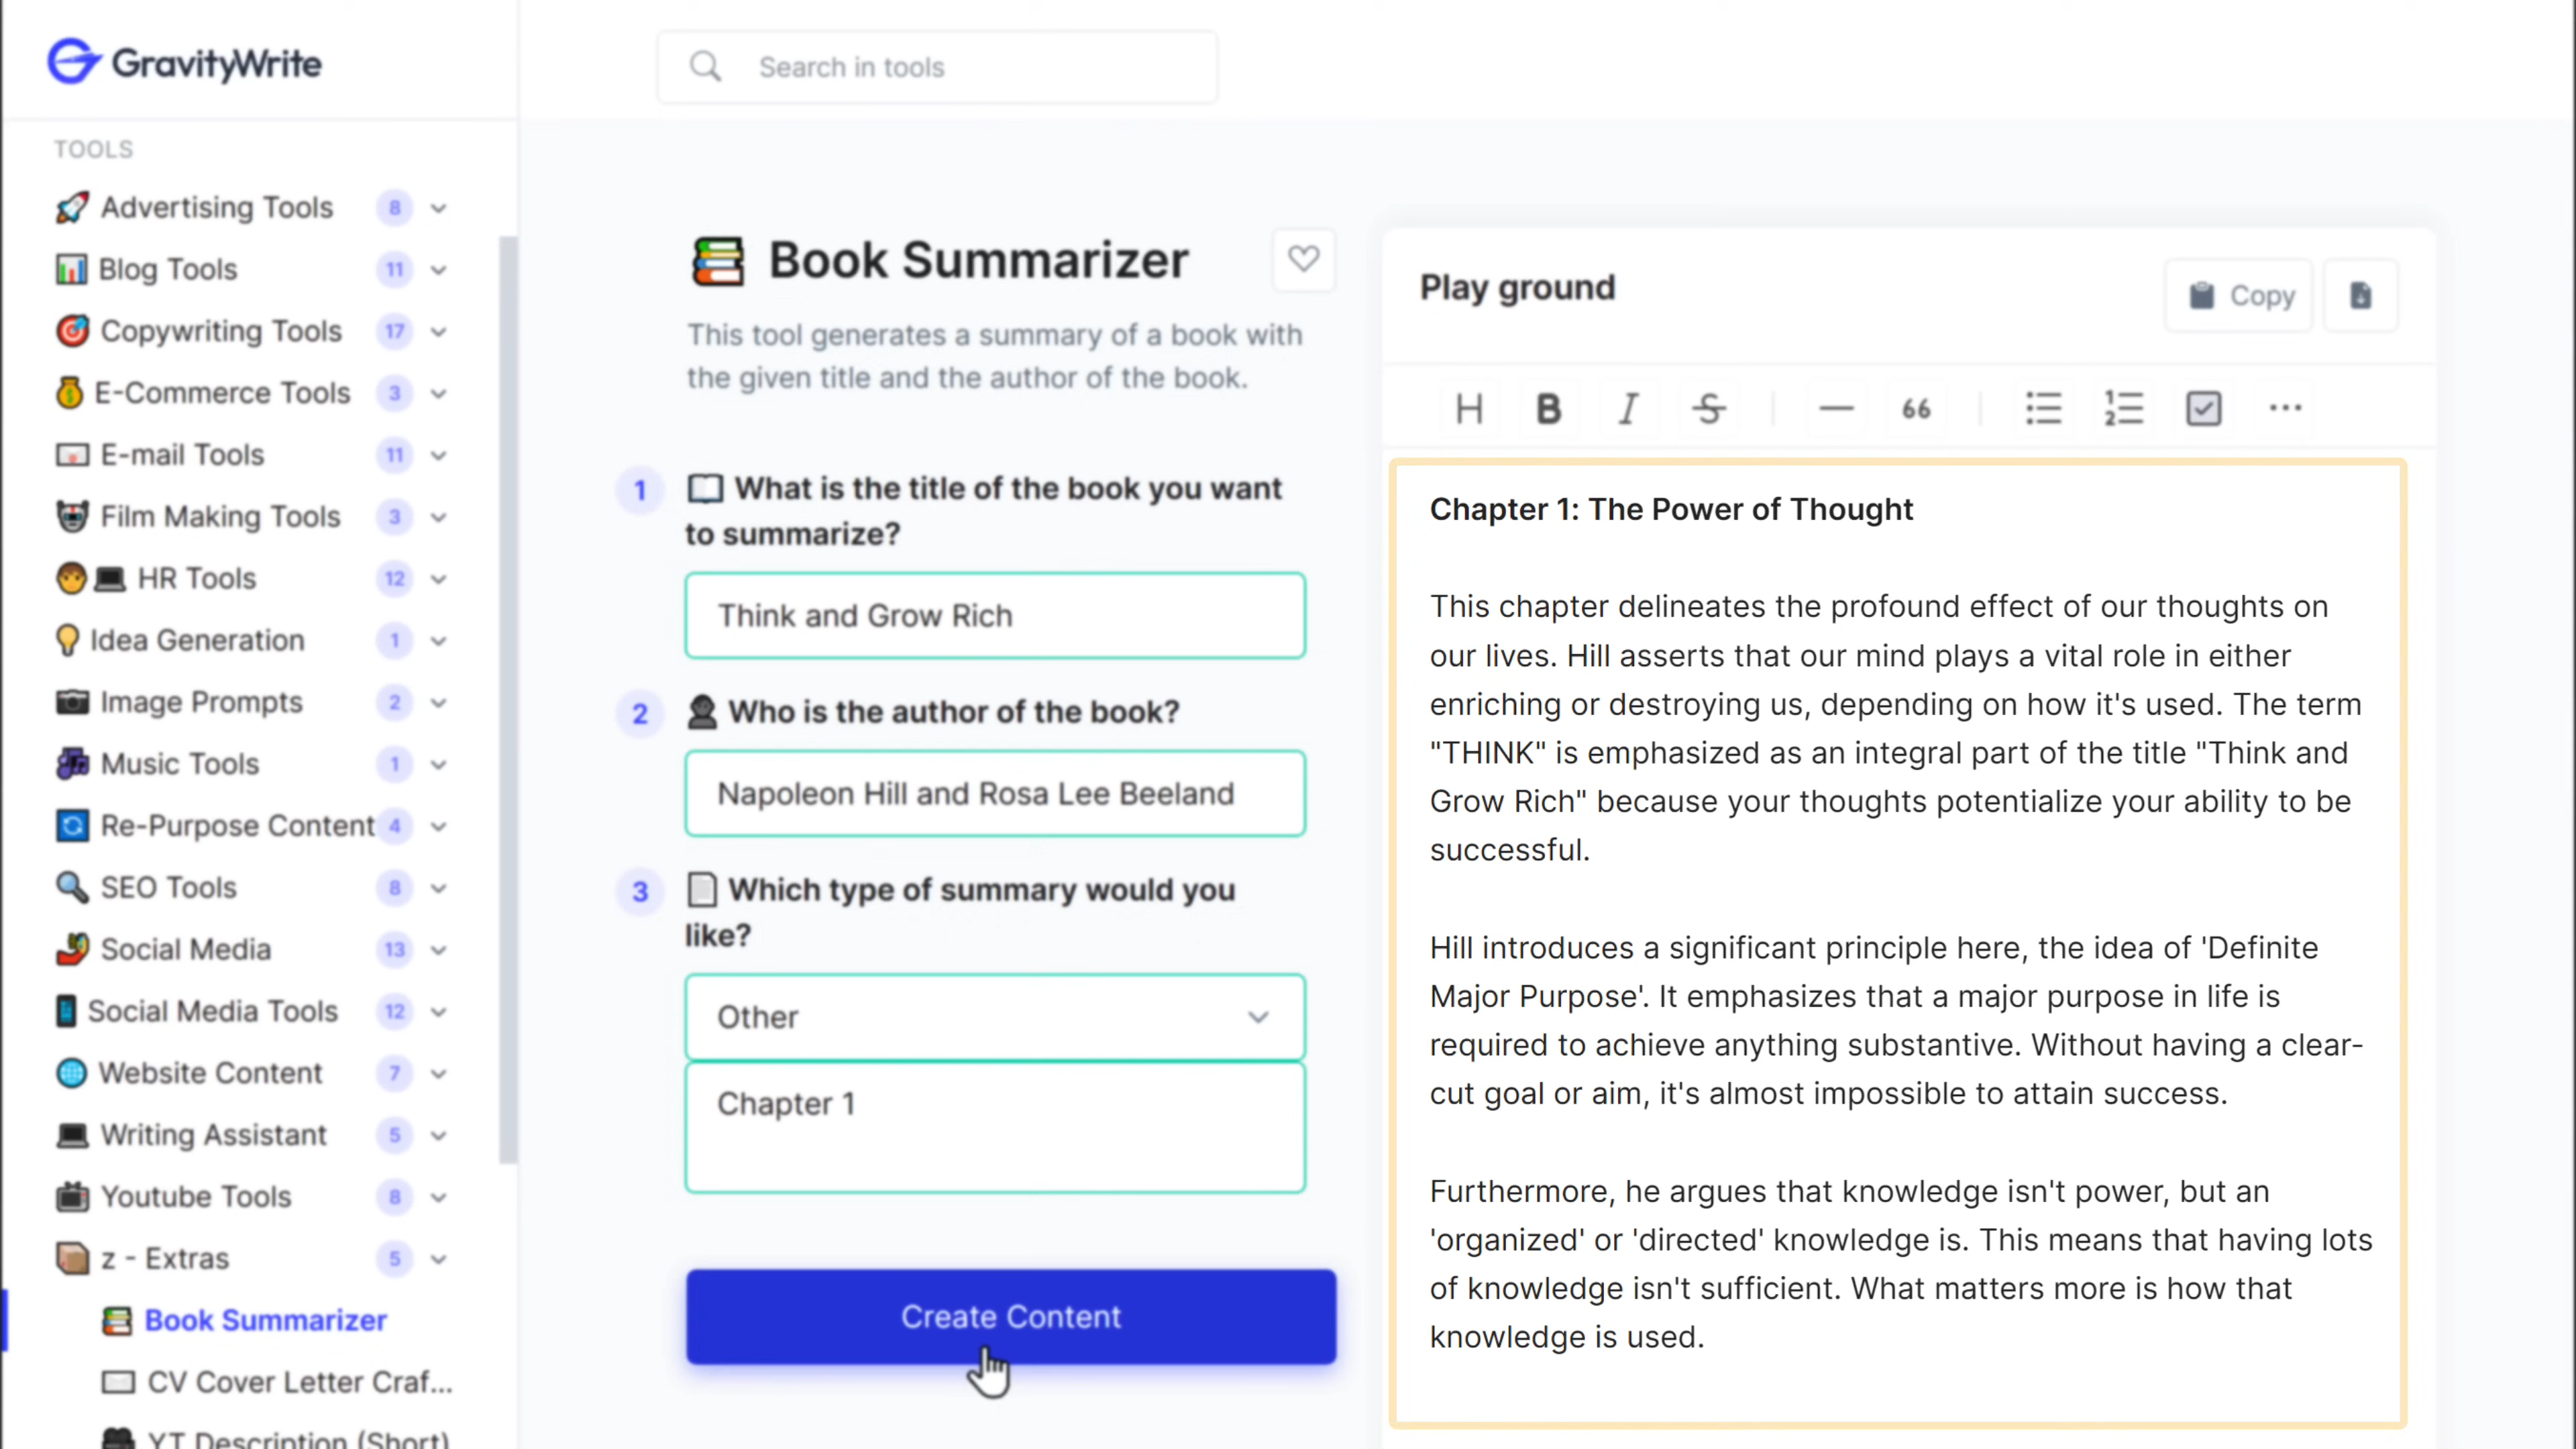 GravityWrite
Search in tools
TOOLS
Advertising Tools 8
Blog Tools 11
Copywriting Tools 17
E-Commerce Tools 3
E-mail Tools 11
Film Making Tools 3
HR Tools 12
Idea Generation 1
Image Prompts 2
Music Tools 1
Re-Purpose Content 4
SEO Tools 8
Social Media 13
Social Media Tools 12
Website Content 7
Writing Assistant 5
Youtube Tools 8
z - Extras 5
Book Summarizer
CV Cover Letter Craf...
YT Description (Short)
Book Summarizer
This tool generates a summary of a book with
the given title and the author of the book.
1 What is the title of the book you want
to summarize?
Think and Grow Rich
2 Who is the author of the book?
Napoleon Hill and Rosa Lee Beeland
3 Which type of summary would you
like?
Other
Chapter 1
Create Content
Play ground
Copy
Chapter 1: The Power of Thought
This chapter delineates the profound effect of our thoughts on
our lives. Hill asserts that our mind plays a vital role in either
enriching or destroying us, depending on how it's used. The term
"THINK" is emphasized as an integral part of the title "Think and
Grow Rich" because your thoughts potentialize your ability to be
successful.
Hill introduces a significant principle here, the idea of 'Definite
Major Purpose'. It emphasizes that a major purpose in life is
required to achieve anything substantive. Without having a clear-
cut goal or aim, it's almost impossible to attain success.
Furthermore, he argues that knowledge isn't power, but an
'organized' or 'directed' knowledge is. This means that having lots
of knowledge isn't sufficient. What matters more is how that
knowledge is used.